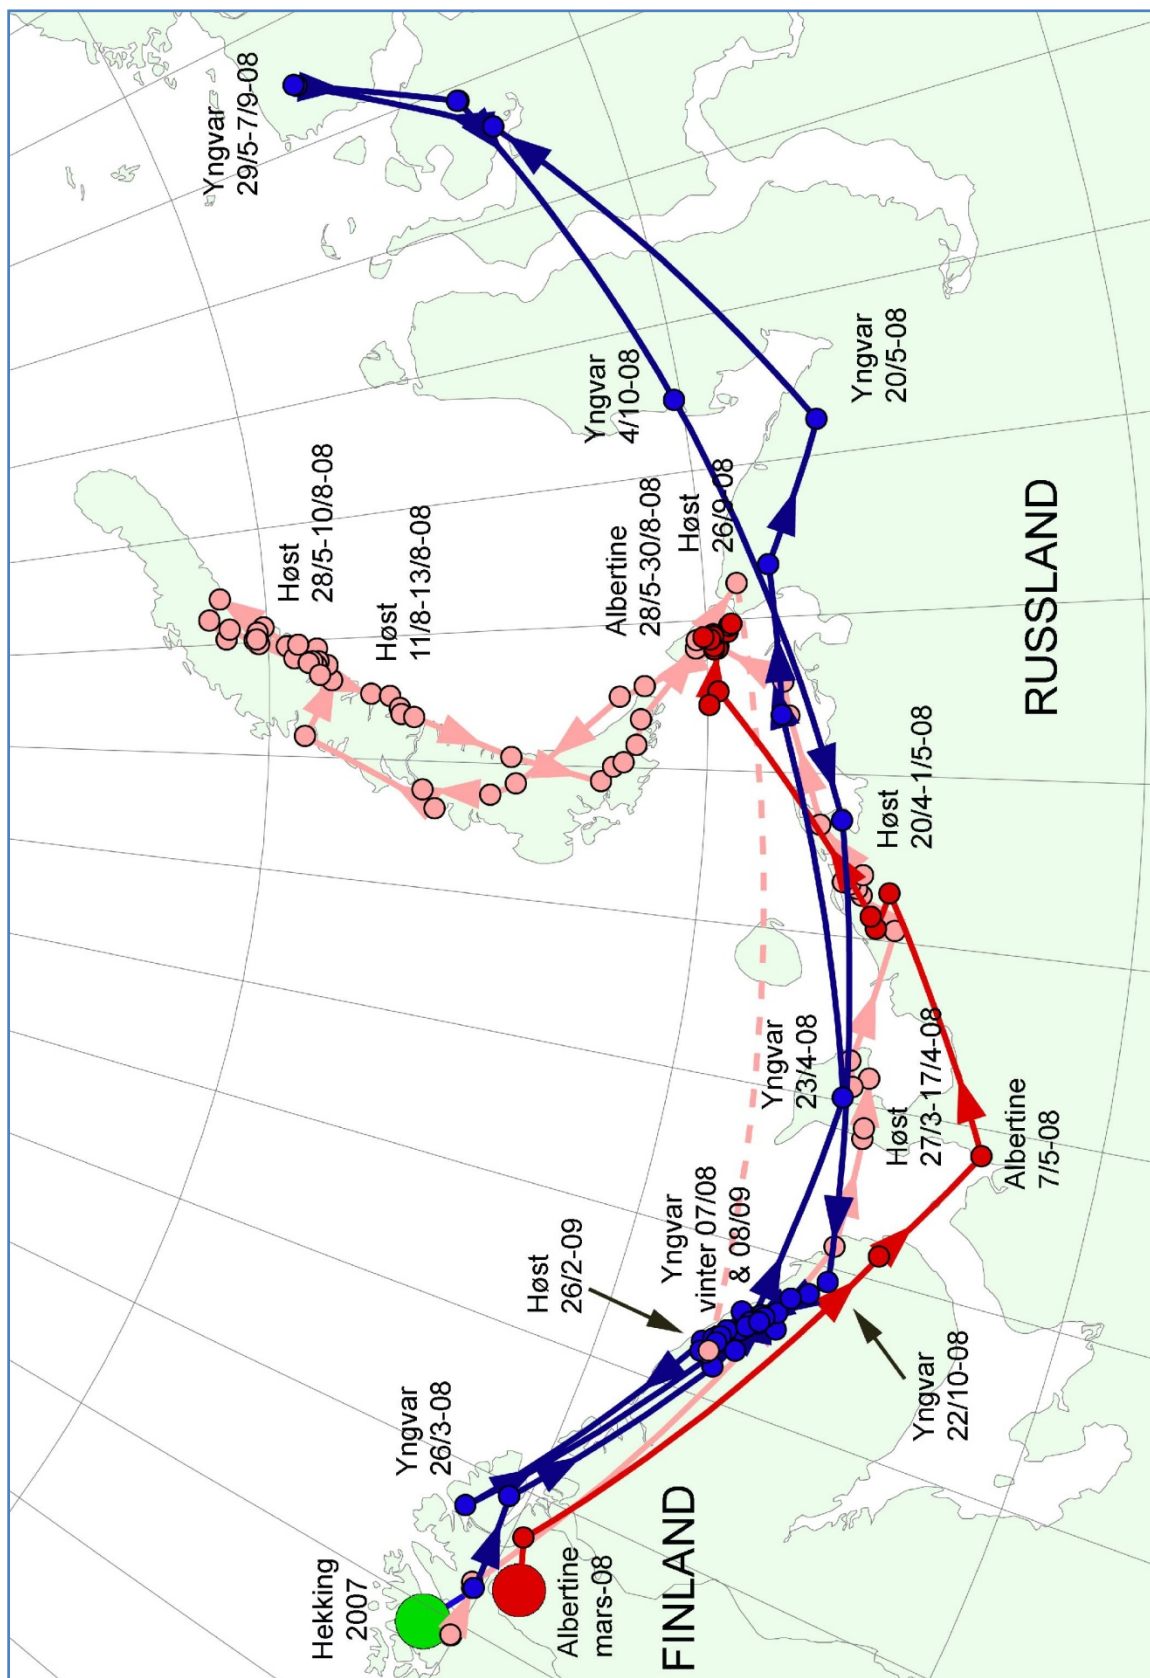 Hekking
2007
Yngvar
26/3-08
Høst
26/2-09
Yngvar
vinter 07/08
& 08/09
Yngvar
23/4-08
Albertine
28/5-30/8-08
Høst
26/9-08
Høst
11/8-13/8-08
Høst
28/5-10/8-08
Yngvar
4/10-08
Yngvar
29/5-7/9-08
Albertine
mars-08
FINLAND
Yngvar
22/10-08
Albertine
7/5-08
Høst
27/3-17/4-08
Høst
20/4-1/5-08
RUSSLAND
Yngvar
20/5-08